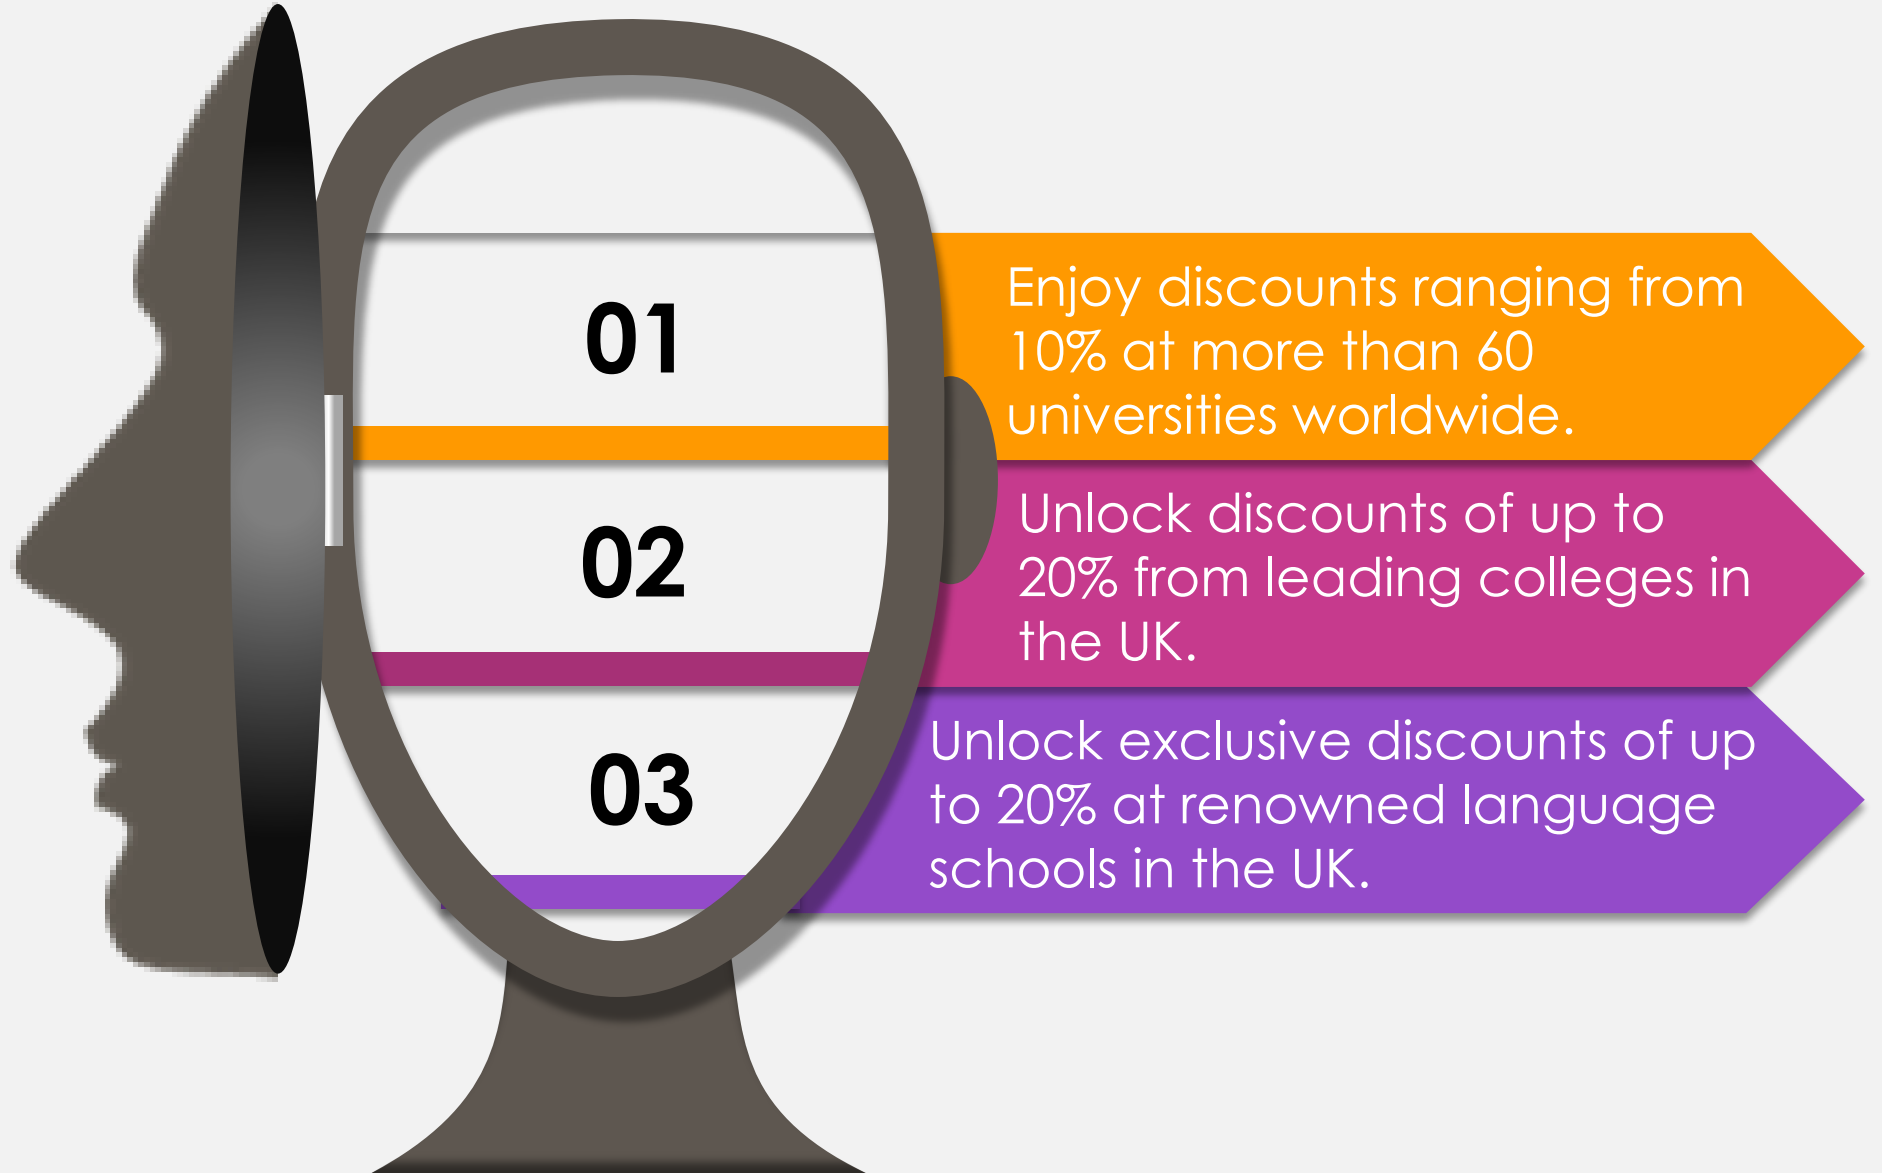 01
Enjoy discounts ranging from
10% at more than 60
universities worldwide.
02
Unlock discounts of up to
20% from leading colleges in
the UK.
03
Unlock exclusive discounts of up
to 20% at renowned language
schools in the UK.